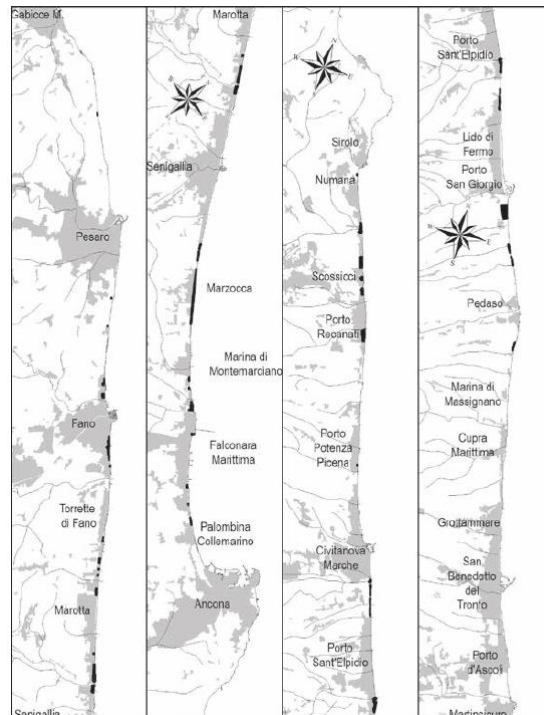 Gabicce M.
Pesaro
Fano
Torrette
di Fano
Marotta
Senigallia
Marotta
Senigallia
Marzocca
Marina di
Montemarciano
Falconara
Marittima
Palombina
Collemarino
Ancona
Sirolo
Numana
Scossicci
Porto
Recanati
Porto
Potenza
Picena
Civitanova
Marche
Porto
Sant'Elpidio
Porto
Sant'Elpidio
Lido di
Fermo
Porto
San Giorgio
Pedaso
Marina di
Massignano
Cupra
Marittima
Grottammare
San
Benedetto
del
Tronto
Porto
d'Ascoli
Martinsicuro